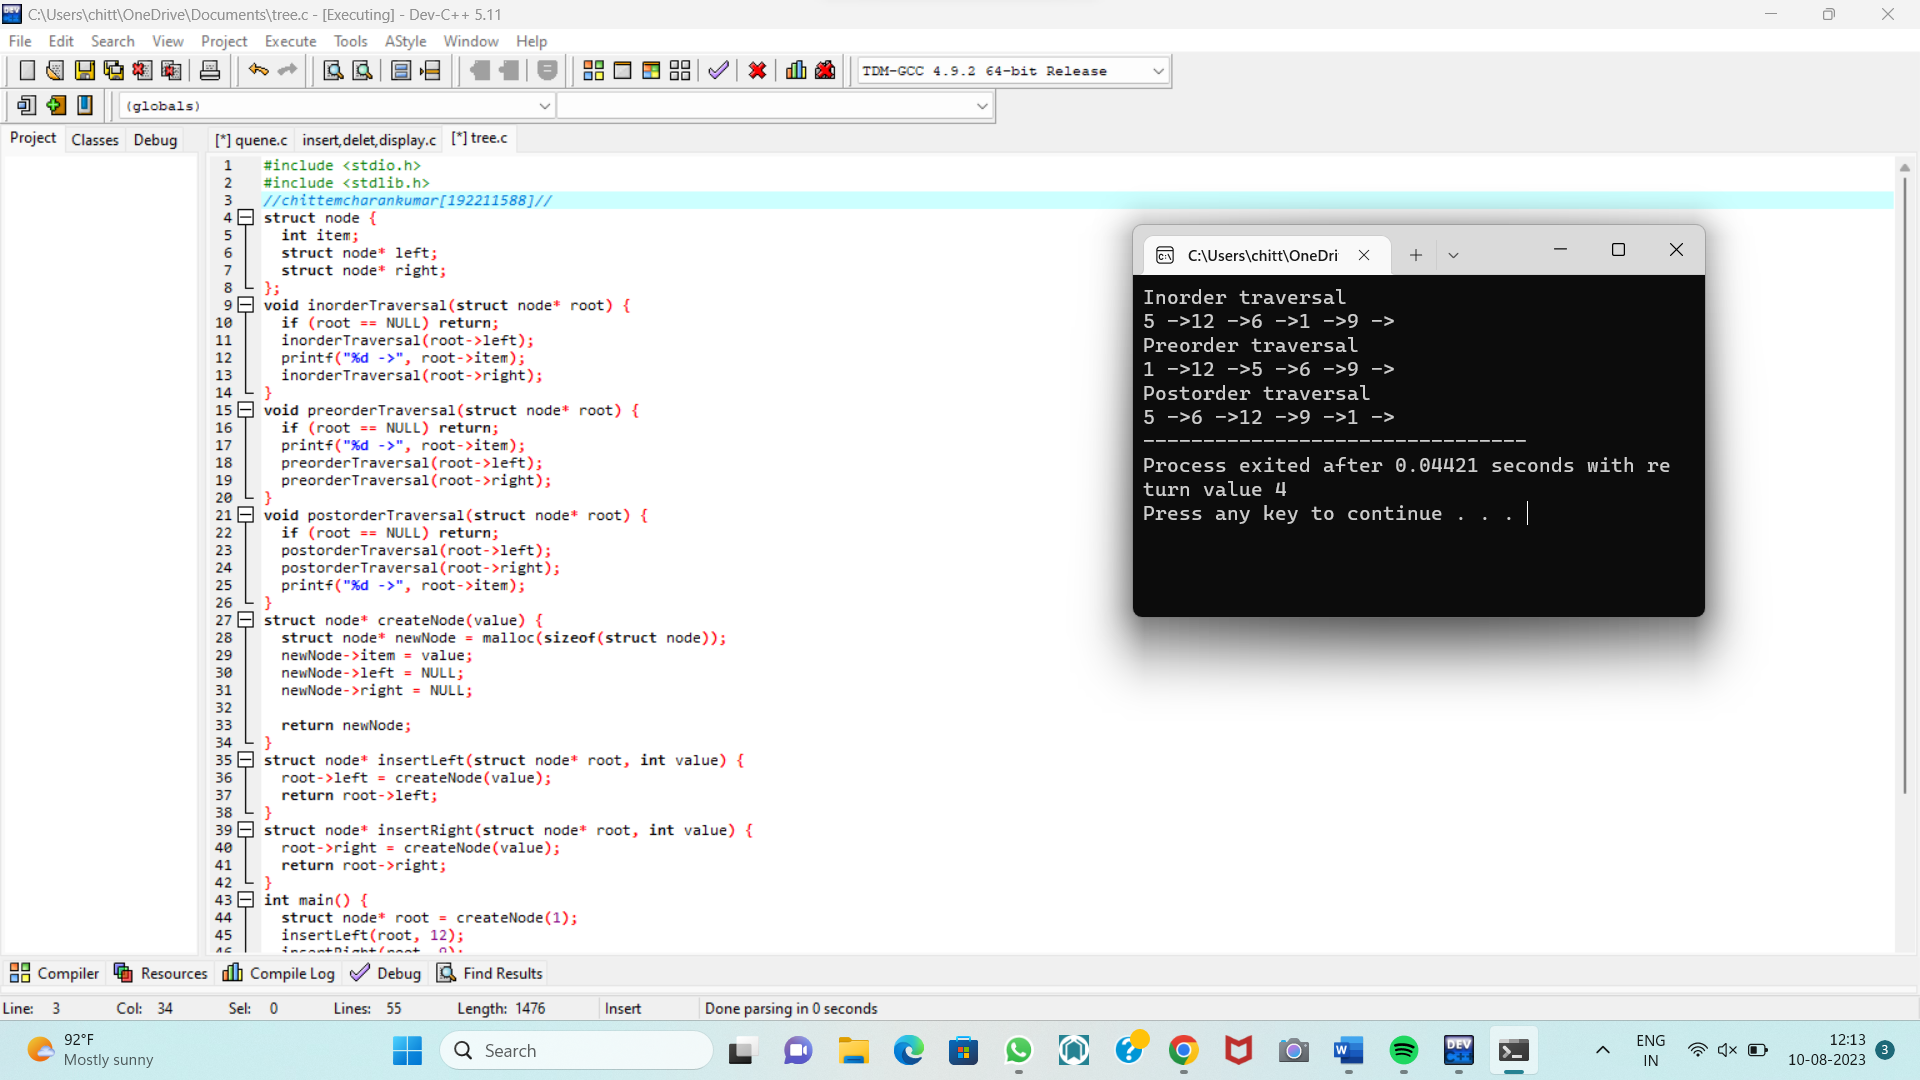 C:\Users\chitt\OneDrive\Documents\tree.c - [Executing] - Dev-C++ 5.11
File Edit Search View Project Execute Tools AStyle Window Help
TDM-GCC 4.9.2 64-bit Release
(globals)
Project Classes Debug
[*] quene.c insert,delet,display.c [*] tree.c
1 #include <stdio.h>
2 #include <stdlib.h>
3 //chittemcharankumar[192211588]//
4 struct node {
5 int item;
6 struct node* left;
7 struct node* right;
8 };
9 void inorderTraversal(struct node* root) {
10 if (root == NULL) return;
11 inorderTraversal(root->left);
12 printf("%d ->", root->item);
13 inorderTraversal(root->right);
14 }
15 void preorderTraversal(struct node* root) {
16 if (root == NULL) return;
17 printf("%d ->", root->item);
18 preorderTraversal(root->left);
19 preorderTraversal(root->right);
20 }
21 void postorderTraversal(struct node* root) {
22 if (root == NULL) return;
23 postorderTraversal(root->left);
24 postorderTraversal(root->right);
25 printf("%d ->", root->item);
26 }
27 struct node* createNode(value) {
28 struct node* newNode = malloc(sizeof(struct node));
29 newNode->item = value;
30 newNode->left = NULL;
31 newNode->right = NULL;
32
33 return newNode;
34 }
35 struct node* insertLeft(struct node* root, int value) {
36 root->left = createNode(value);
37 return root->left;
38 }
39 struct node* insertRight(struct node* root, int value) {
40 root->right = createNode(value);
41 return root->right;
42 }
43 int main() {
44 struct node* root = createNode(1);
45 insertLeft(root, 12);
46 insertRight(root, 9);
C:\Users\chitt\OneDri
Inorder traversal
5 ->12 ->6 ->1 ->9 ->
Preorder traversal
1 ->12 ->5 ->6 ->9 ->
Postorder traversal
5 ->6 ->12 ->9 ->1 ->
--------------------------------
Process exited after 0.04421 seconds with re
turn value 4
Press any key to continue . . .
Compiler Resources Compile Log Debug Find Results
Line: 3 Col: 34 Sel: 0 Lines: 55 Length: 1476 Insert Done parsing in 0 seconds
92°F
Mostly sunny
Search
DEV
C++
ENG
IN
12:13
10-08-2023
3